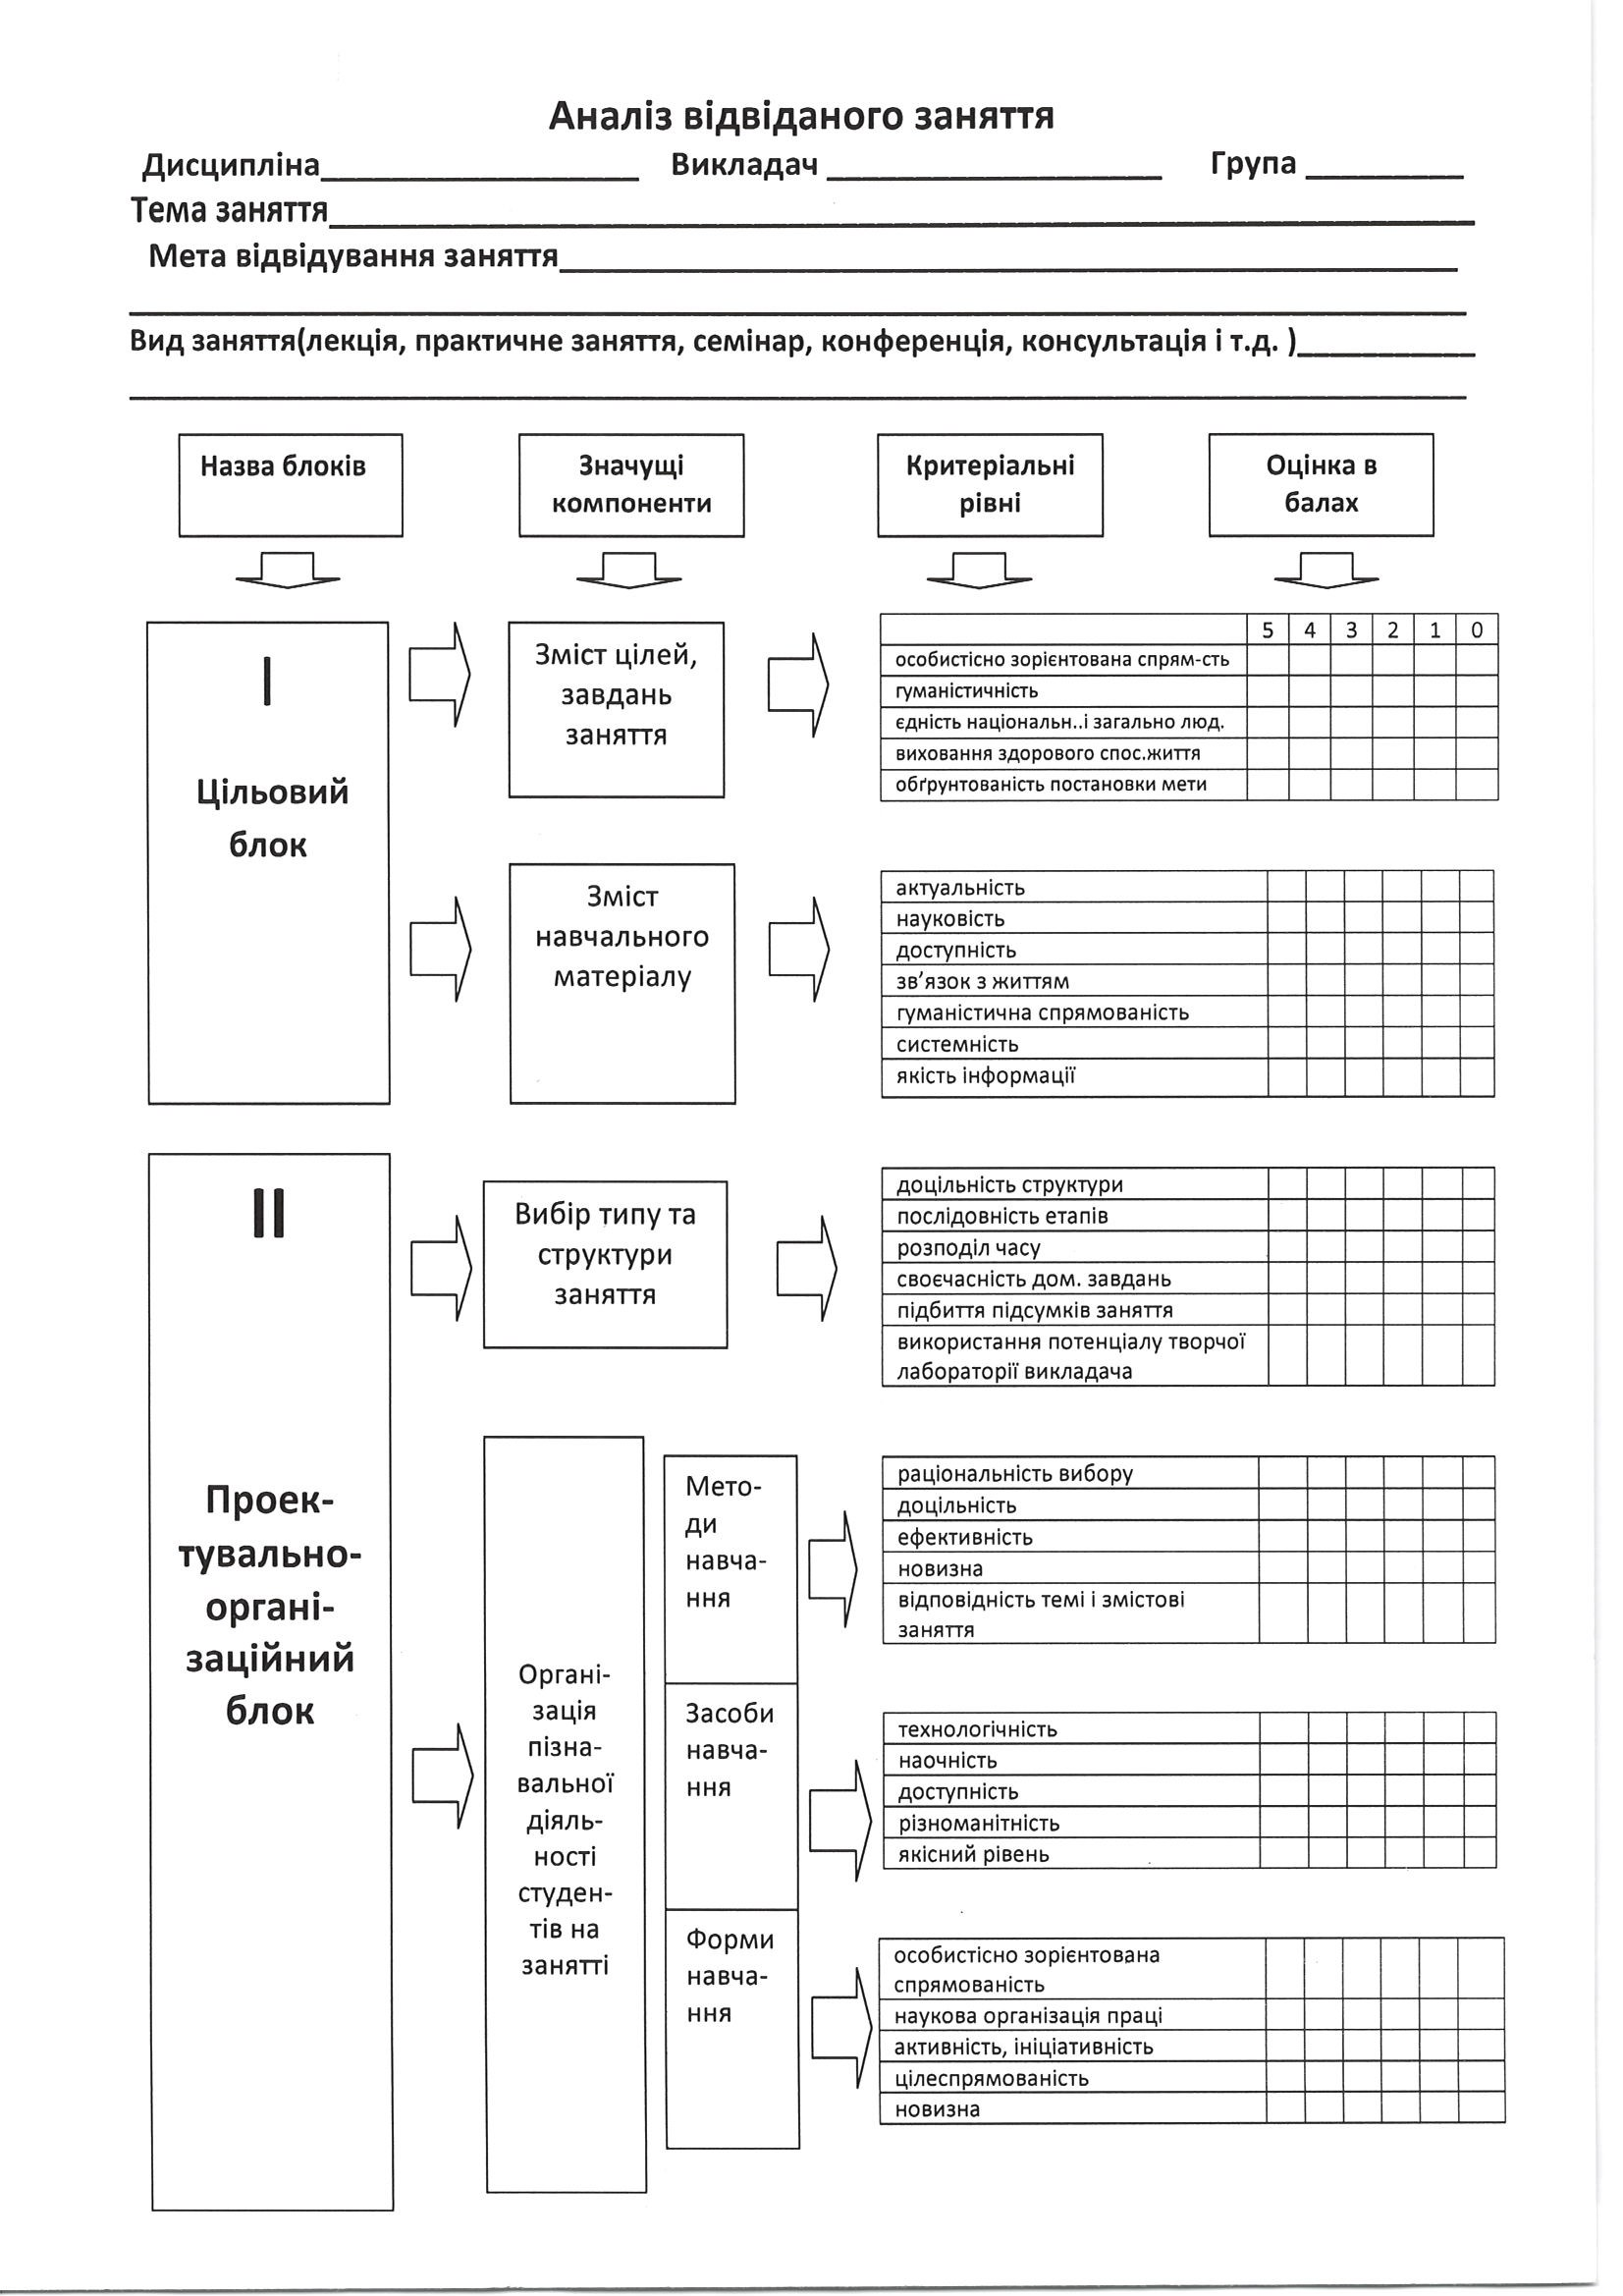 Аналіз відвіданого заняття
Дисципліна__________________ Викладач ___________________ Група _________
Тема заняття_________________________________________________________________
Мета відвідування заняття___________________________________________________
____________________________________________________________________________
Вид заняття(лекція, практичне заняття, семінар, конференція, консультація і т.д. )__________
____________________________________________________________________________
Назва блоків
Значущі
компоненти
Критеріальні
рівні
Оцінка в
балах
I
Цільовий
блок
Зміст цілей,
завдань
заняття
5 4 3 2 1 0
особистісно зорієнтована спрям-сть
гуманістичність
єдність національн..і загально люд.
виховання здорового спос.життя
обґрунтованість постановки мети
Зміст
навчального
матеріалу
актуальність
науковість
доступність
зв’язок з життям
гуманістична спрямованість
системність
якість інформації
II
Проек-
тувально-
органі-
заційний
блок
Вибір типу та
структури
заняття
доцільність структури
послідовність етапів
розподіл часу
своєчасність дом. завдань
підбиття підсумків заняття
використання потенціалу творчої
лабораторії викладача
Органі-
зація
пізна-
вальної
діяль-
ності
студен-
тів на
занятті
Мето-
ди
навча-
ння
раціональність вибору
доцільність
ефективність
новизна
відповідність темі і змістові
заняття
Засоби
навча-
ння
технологічність
наочність
доступність
різноманітність
якісний рівень
Форми
навча-
ння
особистісно зорієнтована
спрямованість
наукова організація праці
активність, ініціативність
цілеспрямованість
новизна